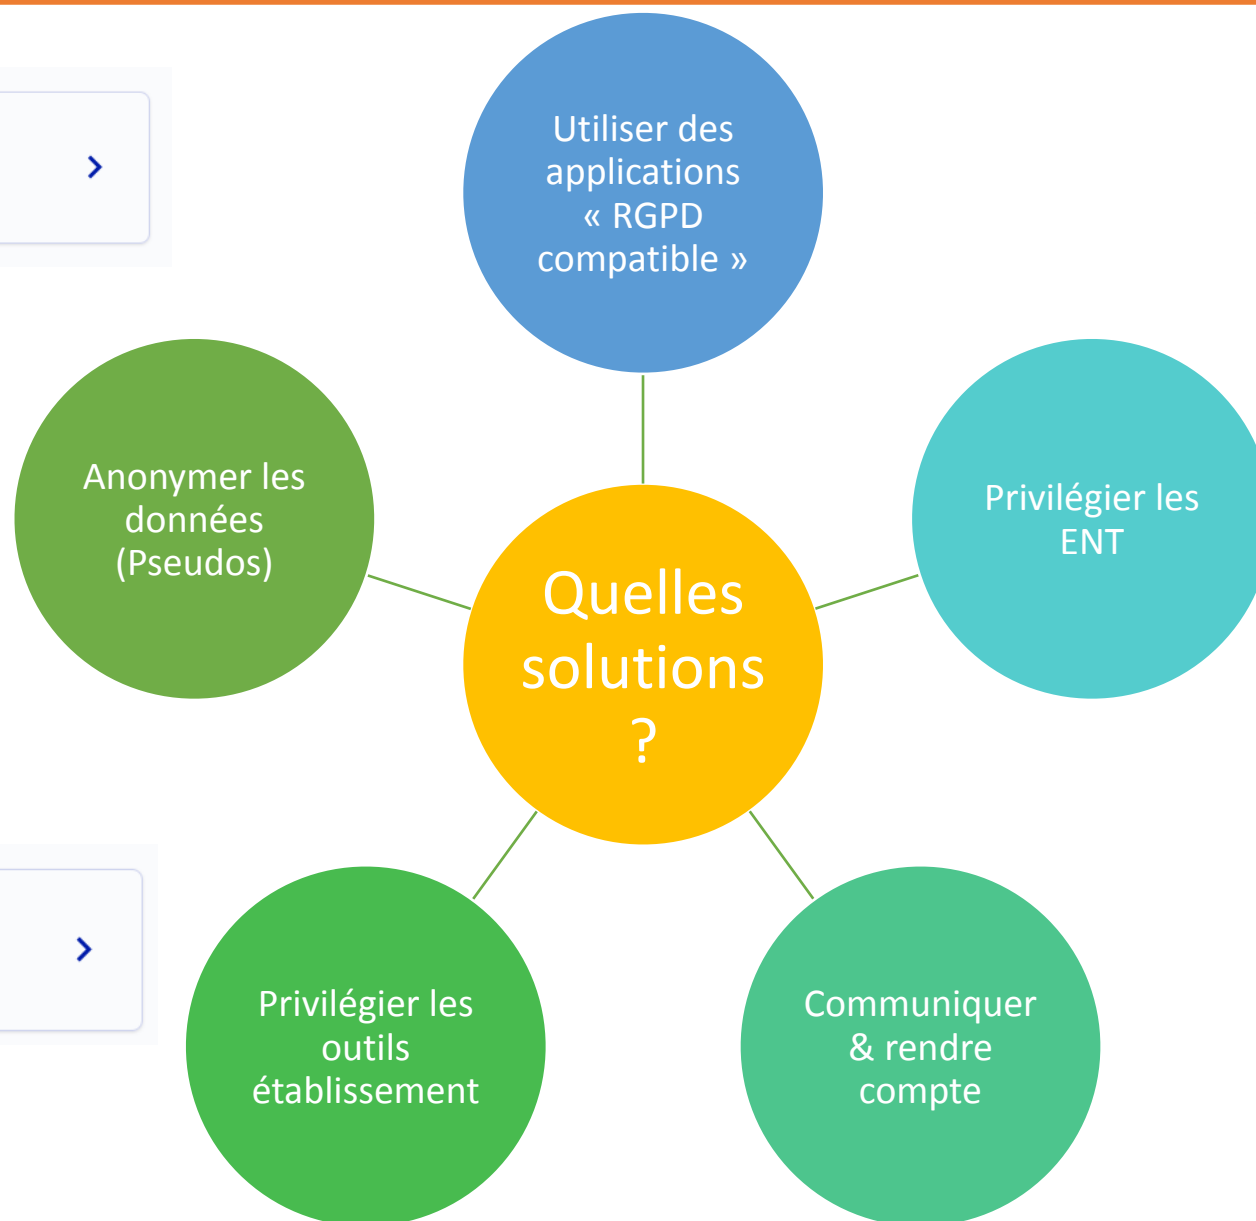 Utiliser des
applications
« RGPD
compatible »
Anonymer les
données
(Pseudos)
Privilégier les
ENT
Quelles
solutions
?
Privilégier les
outils
établissement
Communiquer
& rendre
compte